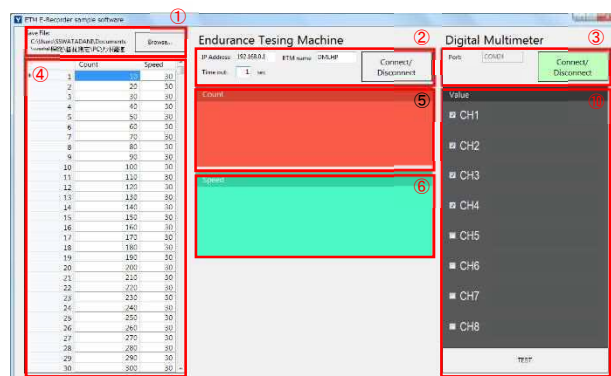 ETM E-Recorder sample software
①
ave File:
Browse...
Endurance Tesing Machine
②
IP Address: 192.168.0.1 ETM name DMLHP
Time out: 1 sec
Connect/
Disconnect
Digital Multimeter
③
Port: COM01
Connect/
Disconnect
④
Count Speed
1 10 30
2 20 30
3 30 30
4 40 30
5 50 30
6 60 30
7 70 30
8 80 30
9 90 30
10 100 30
11 110 30
12 120 30
13 130 30
14 140 30
15 150 30
16 160 30
17 170 30
18 180 30
19 190 30
20 200 30
21 210 30
22 220 30
23 230 30
24 240 30
25 250 30
26 260 30
27 270 30
28 280 30
29 290 30
30 300 30
Count
⑤
Speed
⑥
Value
CH1
CH2
CH3
CH4
CH5
CH6
CH7
CH8
TEST